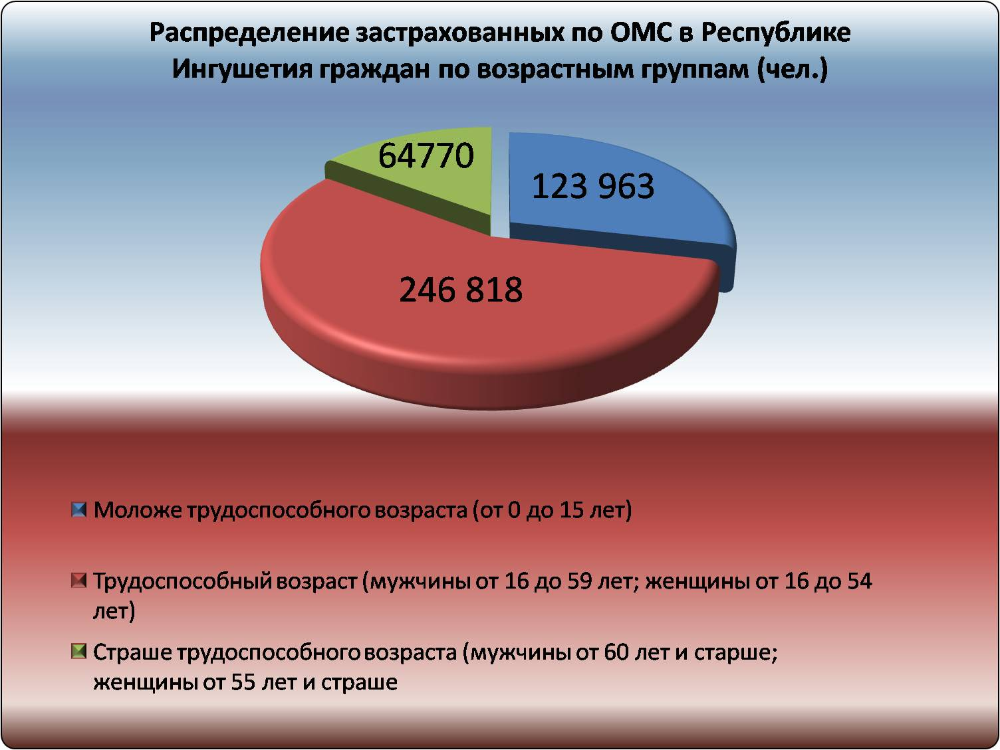 Распределение застрахованных по ОМС в Республике
Ингушетия граждан по возрастным группам (чел.)
64770
123 963
246 818
Моложе трудоспособного возраста (от 0 до 15 лет)
Трудоспособный возраст (мужчины от 16 до 59 лет; женщины от 16 до 54
лет)
Страше трудоспособного возраста (мужчины от 60 лет и старше;
женщины от 55 лет и страше